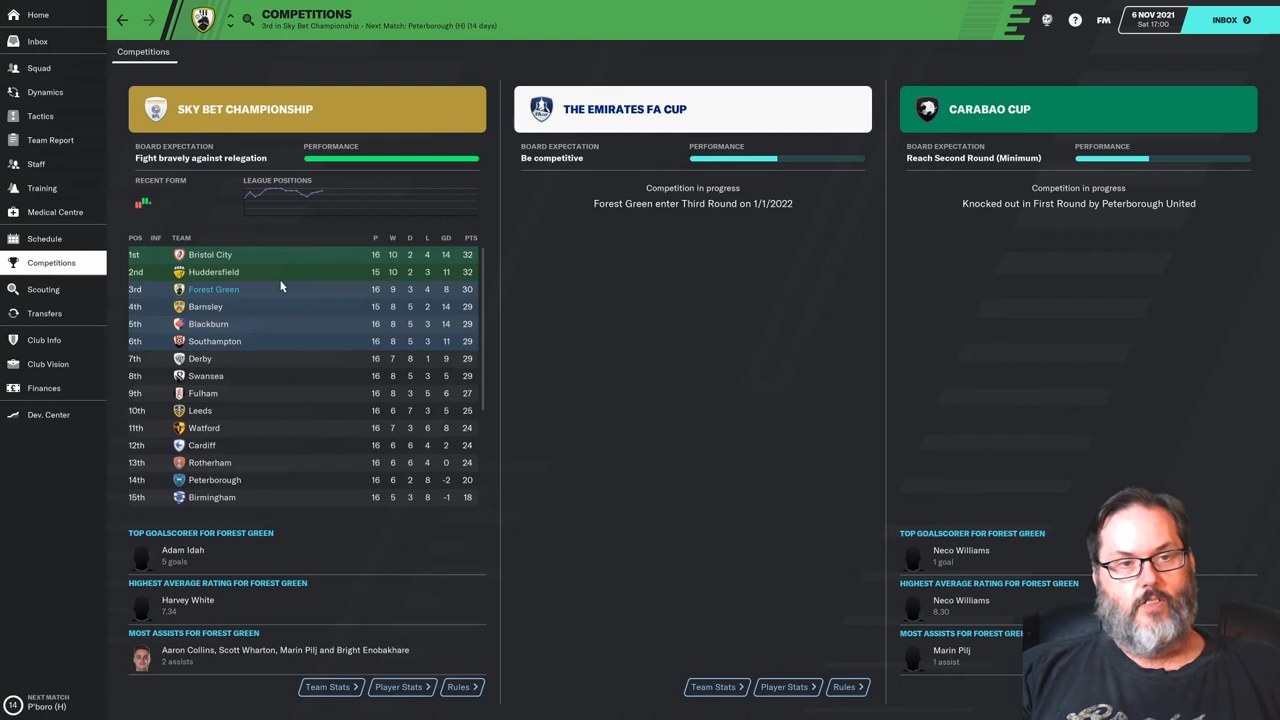 Home
Inbox
Squad
Dynamics
Tactics
Team Report
Staff
Training
Medical Centre
Schedule
Competitions
Scouting
Transfers
Club Info
Club Vision
Finances
Dev. Center
14
NEXT MATCH
P'boro (H)
COMPETITIONS
3rd in Sky Bet Championship - Next Match: Peterborough (H) (14 days)
?
FM
6 NOV 2021
Sat 17:00
INBOX
Competitions
SKY BET CHAMPIONSHIP
BOARD EXPECTATION PERFORMANCE
Fight bravely against relegation
RECENT FORM LEAGUE POSITIONS
POS INF TEAM P W D L GD PTS
1st Bristol City 16 10 2 4 14 32
2nd Huddersfield 15 10 2 3 11 32
3rd Forest Green 16 9 3 4 8 30
4th Barnsley 15 8 5 2 14 29
5th Blackburn 16 8 5 3 14 29
6th Southampton 16 8 5 3 11 29
7th Derby 16 7 8 1 9 29
8th Swansea 16 8 5 3 5 29
9th Fulham 16 8 3 5 6 27
10th Leeds 16 6 7 3 5 25
11th Watford 16 7 3 6 8 24
12th Cardiff 16 6 6 4 2 24
13th Rotherham 16 6 6 4 0 24
14th Peterborough 16 6 2 8 -2 20
15th Birmingham 16 5 3 8 -1 18
TOP GOALSCORER FOR FOREST GREEN
Adam Idah
5 goals
HIGHEST AVERAGE RATING FOR FOREST GREEN
Harvey White
7.34
MOST ASSISTS FOR FOREST GREEN
Aaron Collins, Scott Wharton, Marin Pilj and Bright Enobakhare
2 assists
Team Stats > Player Stats > Rules >
THE EMIRATES FA CUP
BOARD EXPECTATION PERFORMANCE
Be competitive
Competition in progress
Forest Green enter Third Round on 1/1/2022
Team Stats > Player Stats > Rules >
CARABAO CUP
BOARD EXPECTATION PERFORMANCE
Reach Second Round (Minimum)
Competition in progress
Knocked out in First Round by Peterborough United
TOP GOALSCORER FOR FOREST GREEN
Neco Williams
1 goal
HIGHEST AVERAGE RATING FOR FOREST GREEN
Neco Williams
8.30
MOST ASSISTS FOR FOREST GREE
Marin Pilj
1 assist